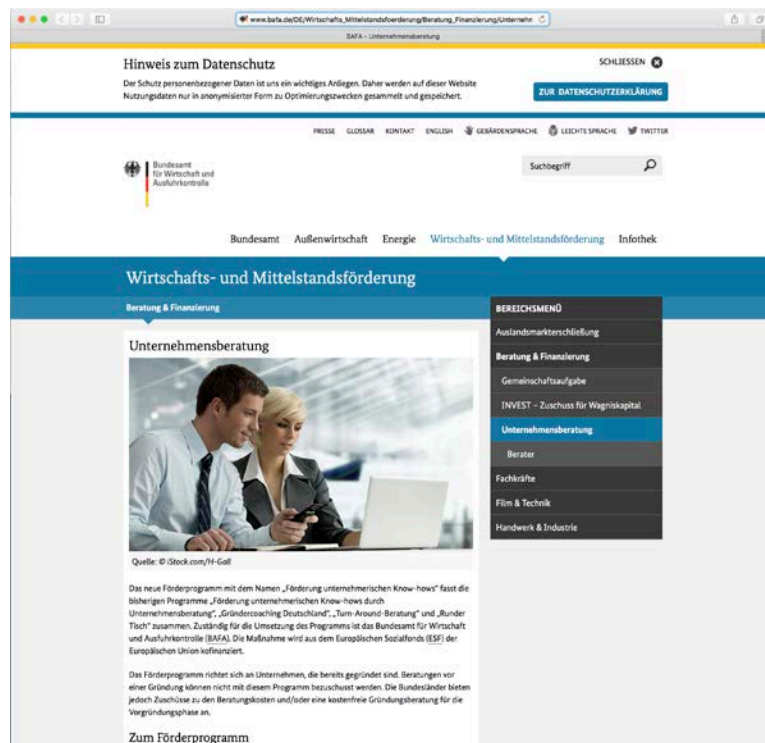 www.bafa.de/DE/Wirtschafts_Mittelstandsfoerderung/Beratung_Finanzierung/Unternehm
BAFA - Unternehmensberatung
Hinweis zum Datenschutz
SCHLIESSEN
Der Schutz personenbezogener Daten ist uns ein wichtiges Anliegen. Daher werden auf dieser Website
Nutzungsdaten nur in anonymisierter Form zu Optimierungszwecken gesammelt und gespeichert.
ZUR DATENSCHUTZERKLÄRUNG
PRESSE GLOSSAR KONTAKT ENGLISH GEBÄRDENSPRACHE LEICHTE SPRACHE TWITTER
Bundesamt
für Wirtschaft und
Ausfuhrkontrolle
Suchbegriff
Bundesamt Außenwirtschaft Energie Wirtschafts- und Mittelstandsförderung Infothek
Wirtschafts- und Mittelstandsförderung
Beratung & Finanzierung
Unternehmensberatung
Quelle: © iStock.com/H-Gall
Das neue Förderprogramm mit dem Namen „Förderung unternehmerischen Know-hows“ fasst die
bisherigen Programme „Förderung unternehmerischen Know-hows durch
Unternehmensberatung“, „Gründercoaching Deutschland“, „Turn-Around-Beratung“ und „Runder
Tisch“ zusammen. Zuständig für die Umsetzung des Programms ist das Bundesamt für Wirtschaft
und Ausfuhrkontrolle (BAFA). Die Maßnahme wird aus dem Europäischen Sozialfonds (ESF) der
Europäischen Union kofinanziert.
Das Förderprogramm richtet sich an Unternehmen, die bereits gegründet sind. Beratungen vor
einer Gründung können nicht mit diesem Programm bezuschusst werden. Die Bundesländer bieten
jedoch Zuschüsse zu den Beratungskosten und/oder eine kostenfreie Gründungsberatung für die
Vorgründungsphase an.
Zum Förderprogramm
BEREICHSMENÜ
Auslandsmarkterschließung
Beratung & Finanzierung
Gemeinschaftsaufgabe
INVEST – Zuschuss für Wagniskapital
Unternehmensberatung
Berater
Fachkräfte
Film & Technik
Handwerk & Industrie